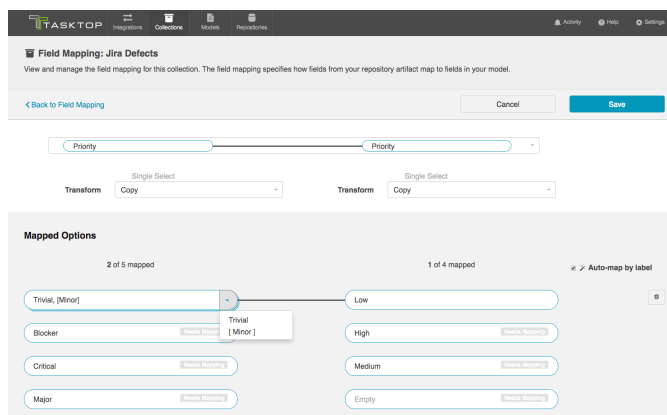 TASKTOP
Integrations
Collections
Models
Repositories
Activity
Help
Settings
Field Mapping: Jira Defects
View and manage the field mapping for this collection. The field mapping specifies how fields from your repository artifact map to fields in your model.
Back to Field Mapping
Cancel
Save
Priority
Priority
Single Select
Single Select
Transform
Copy
Transform
Copy
Mapped Options
2 of 5 mapped
1 of 4 mapped
Auto-map by label
Trivial, [Minor]
Low
Trivial
[ Minor ]
Blocker
Needs
High
Needs Mapping
Critical
Needs Mapping
Medium
Needs Mapping
Major
Needs Mapping
Empty
Needs Mapping